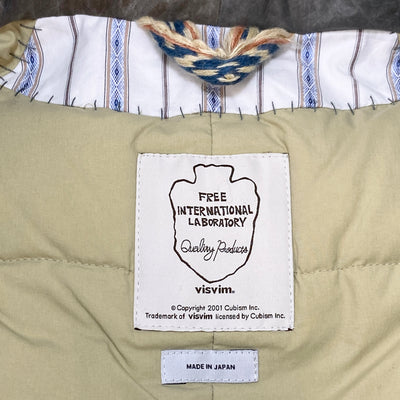 FREE
INTERNATIONAL
LABORATORY
Quality Products
visvim®
© Copyright 2001 Cubism Inc.
Trademark of visvim licensed by Cubism Inc.
MADE IN JAPAN